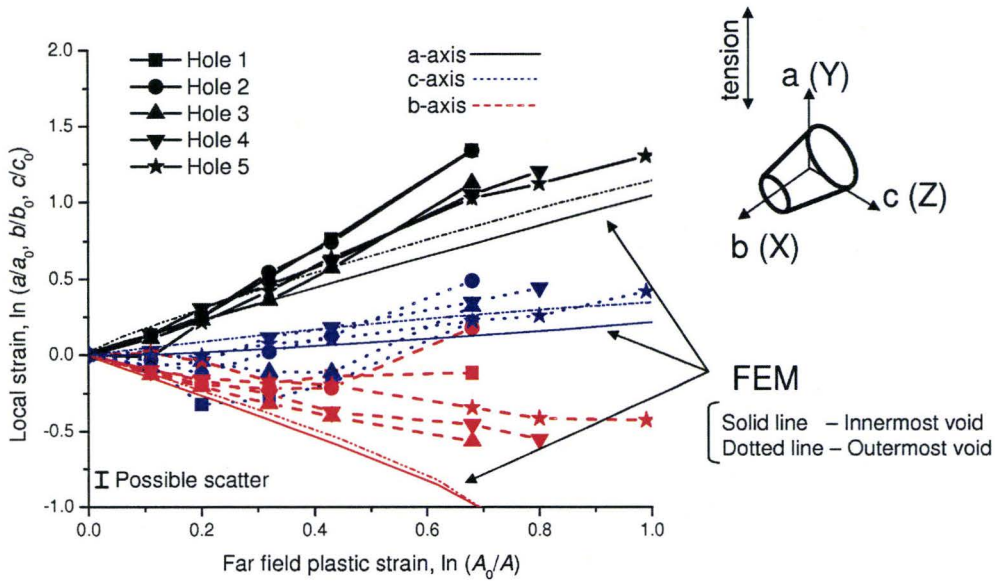 2.0
1.5
1.0
0.5
0.0
-0.5
-1.0
Local strain, ln (a/a0, b/b0, c/c0)
Hole 1
Hole 2
Hole 3
Hole 4
Hole 5
a-axis
c-axis
b-axis
Possible scatter
0.0 0.2 0.4 0.6 0.8 1.0
Far field plastic strain, ln (A0/A)
tension
a (Y)
c (Z)
b (X)
FEM
Solid line – Innermost void
Dotted line – Outermost void